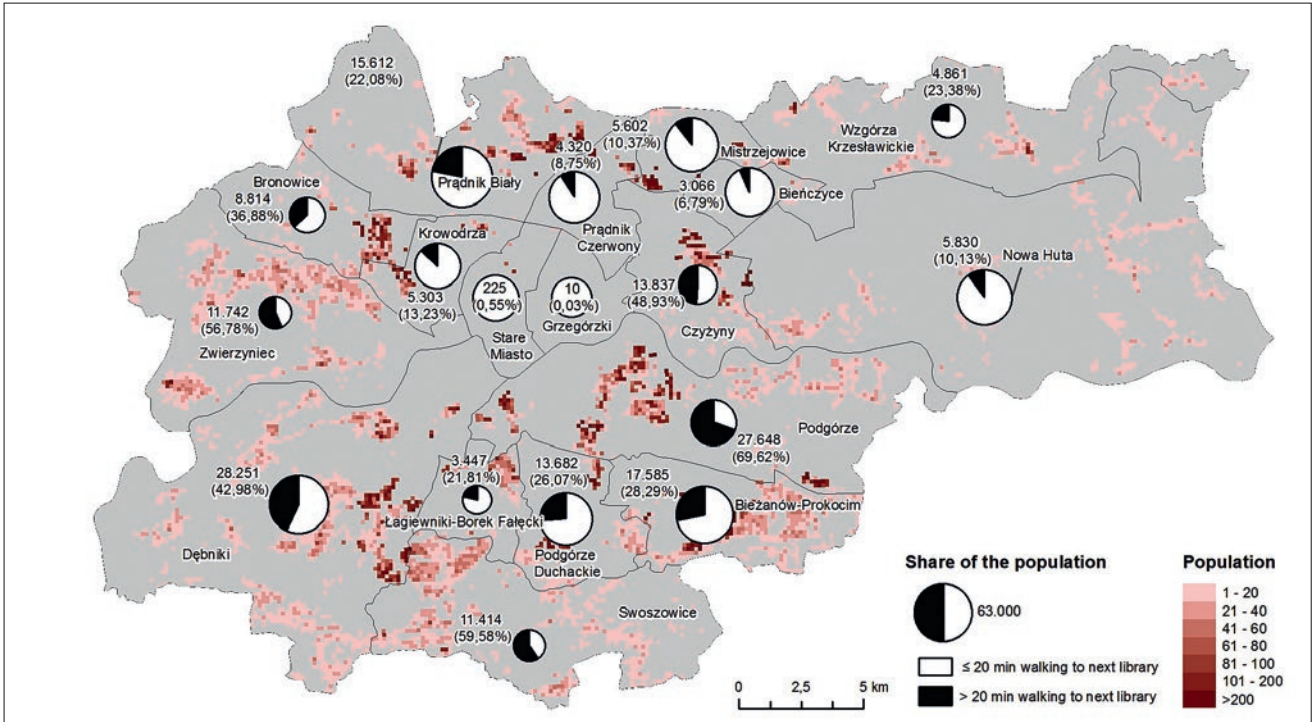 15.612
(22,08%)
4.861
(23,38%)
Wzgórza
Krzesławickie
5.602
(10,37%)
Mistrzejowice
4.320
(8,75%)
Prądnik Biały
3.066
(6,79%)
Bieńczyce
Bronowice
8.814
(36,88%)
Prądnik
Czerwony
Krowodrza
5.303
(13,23%)
5.830
(10,13%)
Nowa Huta
225
(0,55%)
Stare
Miasto
10
(0,03%)
Grzegórzki
13.837
(48,93%)
Czyżyny
11.742
(56,78%)
Zwierzyniec
Podgórze
27.648
(69,62%)
28.251
(42,98%)
Dębniki
3.447
(21,81%)
Łagiewniki-Borek Fałęcki
13.682
(26,07%)
Podgórze
Duchackie
17.585
(28,29%)
Bieżanów-Prokocim
Swoszowice
11.414
(59,58%)
Share of the population
63.000
≤ 20 min walking to next library
> 20 min walking to next library
Population
1 - 20
21 - 40
41 - 60
61 - 80
81 - 100
101 - 200
>200
0 2,5 5 km